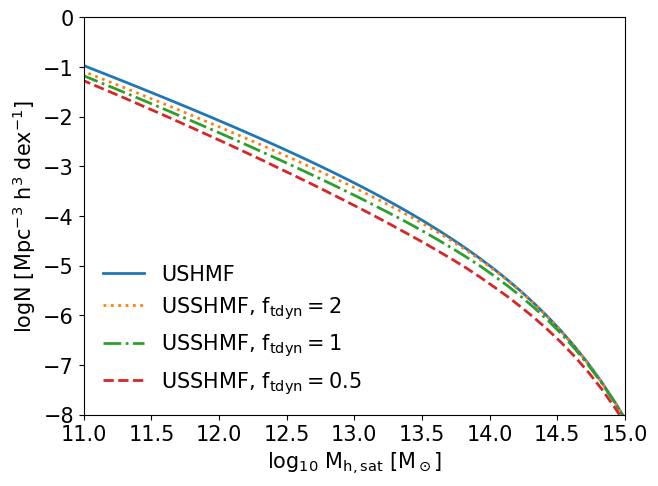 0
−1
−2
−3
−4
−5
−6
−7
−8
logN [Mpc⁻³ h³ dex⁻¹]
USHMF
USSHMF, f_tdyn = 2
USSHMF, f_tdyn = 1
USSHMF, f_tdyn = 0.5
11.0 11.5 12.0 12.5 13.0 13.5 14.0 14.5 15.0
log₁₀ M_h,sat [M_⊙]